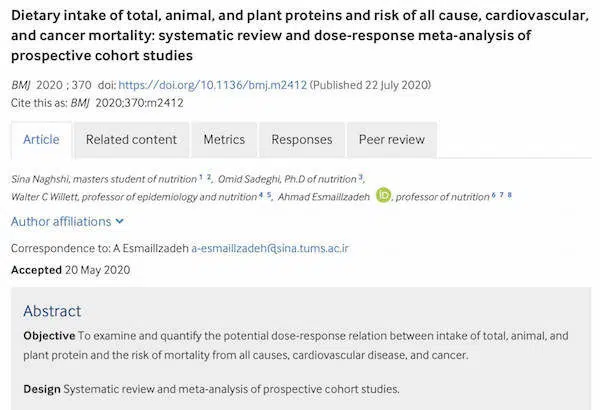 Dietary intake of total, animal, and plant proteins and risk of all cause, cardiovascular,
and cancer mortality: systematic review and dose-response meta-analysis of
prospective cohort studies
BMJ 2020 ; 370 doi: https://doi.org/10.1136/bmj.m2412 (Published 22 July 2020)
Cite this as: BMJ 2020;370:m2412
Article Related content Metrics Responses Peer review
Sina Naghshi, masters student of nutrition 1 2, Omid Sadeghi, Ph.D of nutrition 3,
Walter C Willett, professor of epidemiology and nutrition 4 5, Ahmad Esmaillzadeh iD, professor of nutrition 6 7 8
Author affiliations
Correspondence to: A Esmaillzadeh a-esmaillzadeh@sina.tums.ac.ir
Accepted 20 May 2020
Abstract
Objective To examine and quantify the potential dose-response relation between intake of total, animal, and
plant protein and the risk of mortality from all causes, cardiovascular disease, and cancer.
Design Systematic review and meta-analysis of prospective cohort studies.